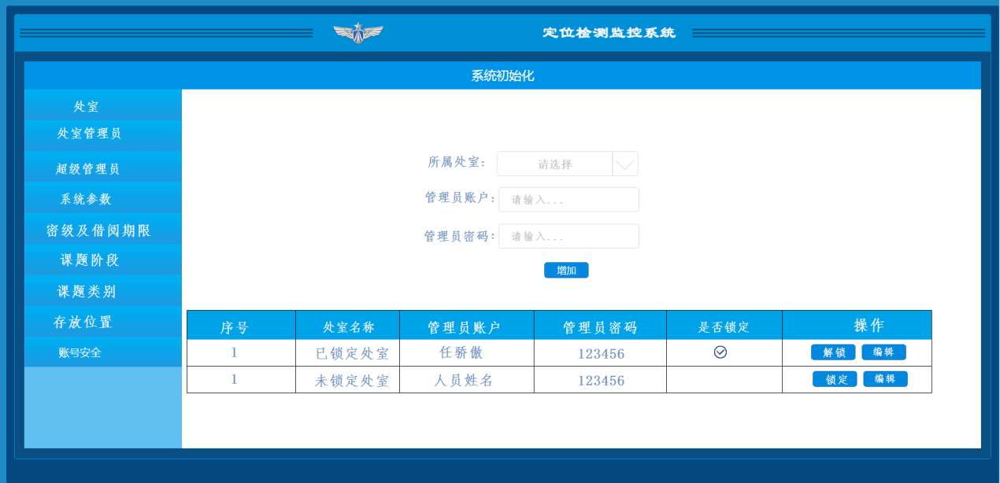 定位检测监控系统
系统初始化
处室
处室管理员
超级管理员
系统参数
密级及借阅期限
课题阶段
课题类别
存放位置
账号安全
所属处室： 请选择
管理员账户： 请输入...
管理员密码： 请输入...
增加
序号 处室名称 管理员账户 管理员密码 是否锁定 操作
1 已锁定处室 任骄傲 123456 解锁 编辑
1 未锁定处室 人员姓名 123456 锁定 编辑